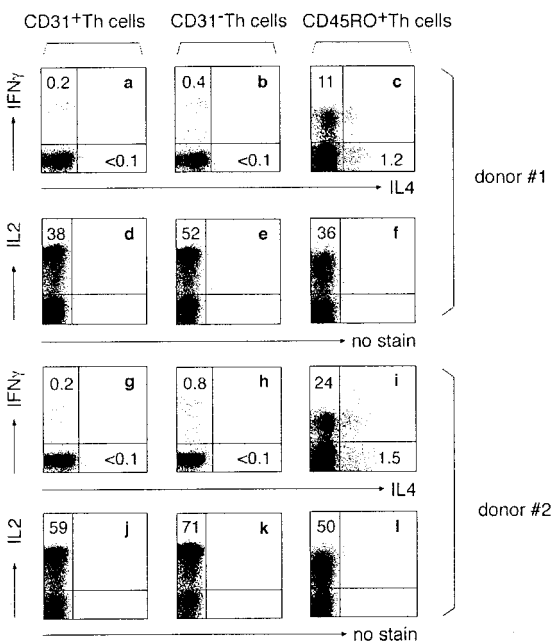 CD31+Th cells CD31-Th cells CD45RO+Th cells
IFNγ
0.2 a 0.4 b 11 c
<0.1 <0.1 1.2
IL4
donor #1
IL2
38 d 52 e 36 f
no stain
IFNγ
0.2 g 0.8 h 24 i
<0.1 <0.1 1.5
IL4
donor #2
IL2
59 j 71 k 50 l
no stain